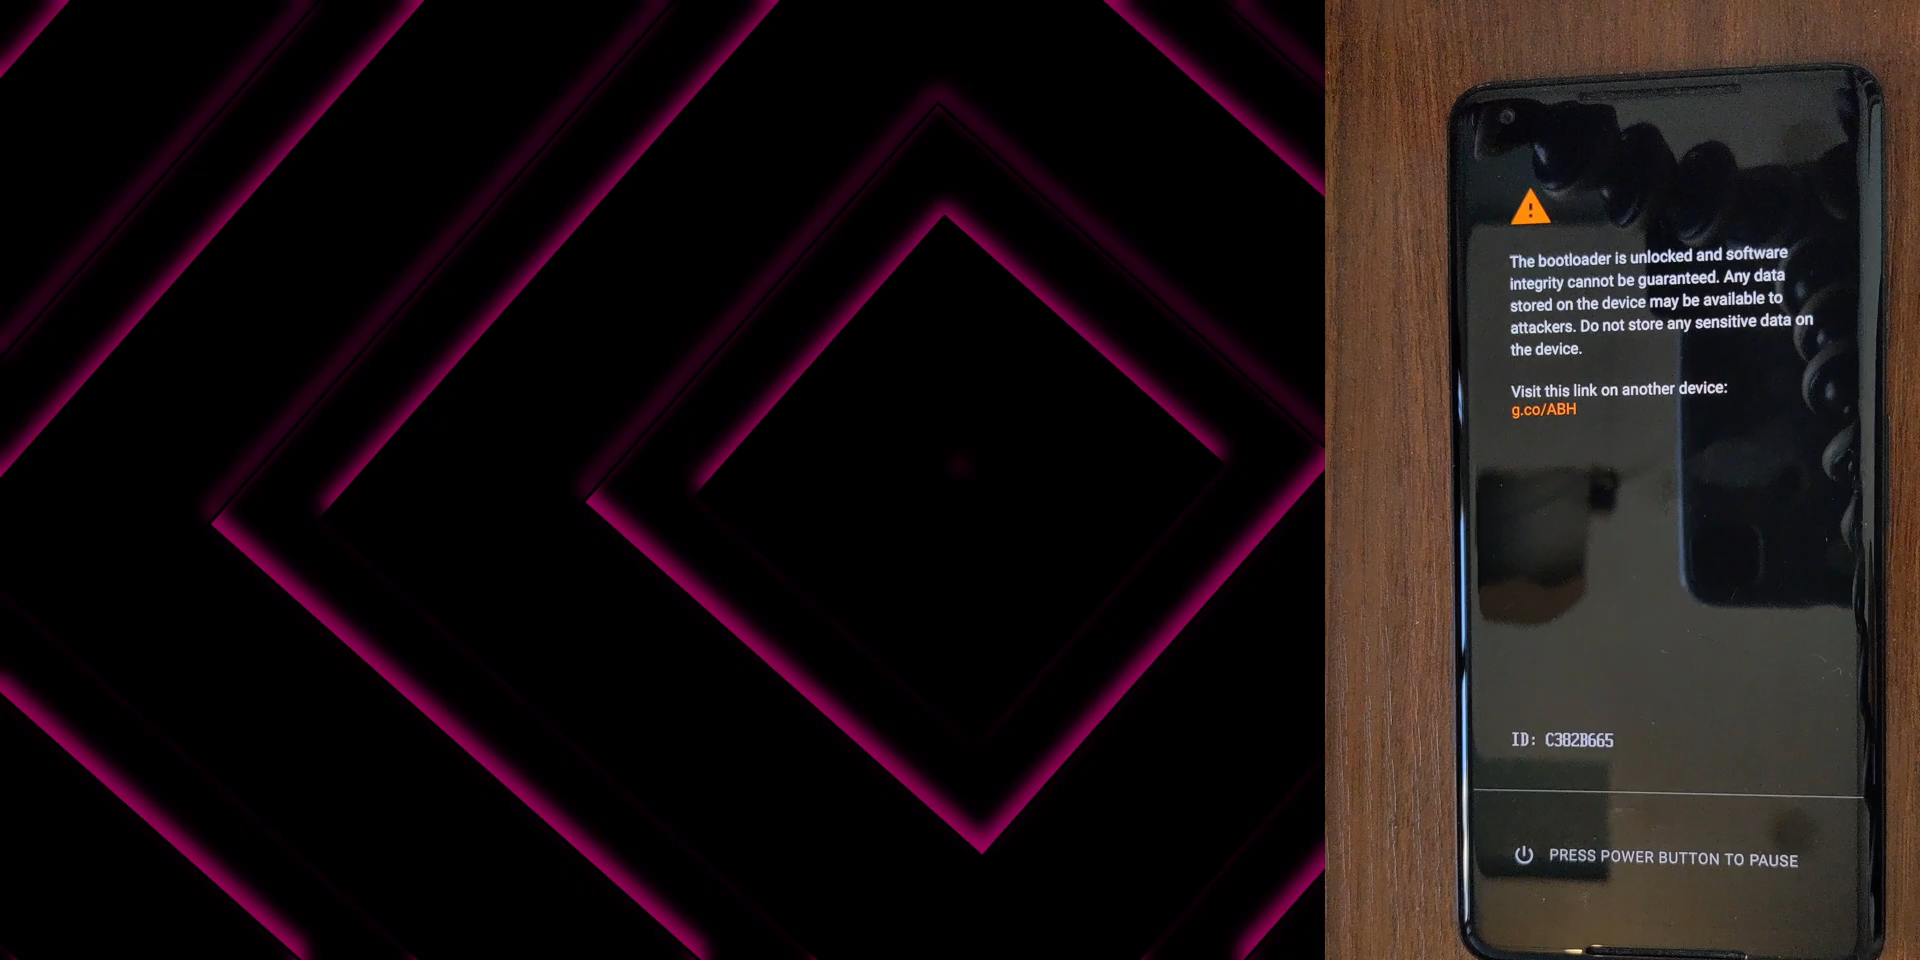 The bootloader is unlocked and software
integrity cannot be guaranteed. Any data
stored on the device may be available to
attackers. Do not store any sensitive data on
the device.
Visit this link on another device:
g.co/ABH
ID: C382B665
PRESS POWER BUTTON TO PAUSE